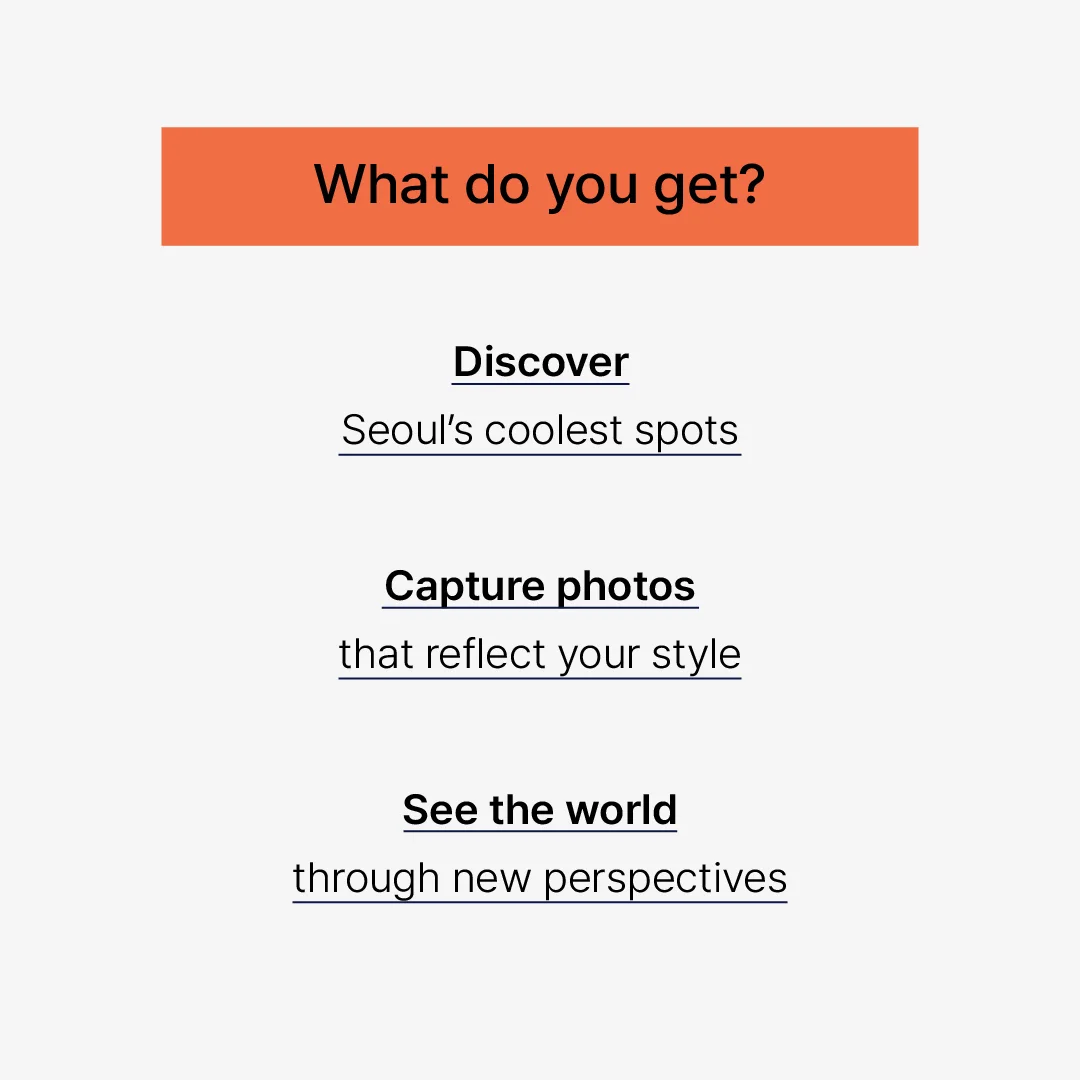 What do you get?
Discover
Seoul’s coolest spots
Capture photos
that reflect your style
See the world
through new perspectives